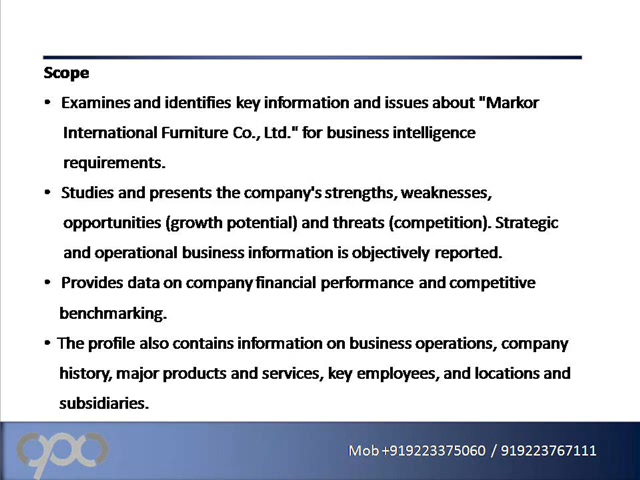 Scope
• Examines and identifies key information and issues about "Markor
International Furniture Co., Ltd." for business intelligence
requirements.
• Studies and presents the company's strengths, weaknesses,
opportunities (growth potential) and threats (competition). Strategic
and operational business information is objectively reported.
• Provides data on company financial performance and competitive
benchmarking.
• The profile also contains information on business operations, company
history, major products and services, key employees, and locations and
subsidiaries.
Mob +919223375060 / 919223767111